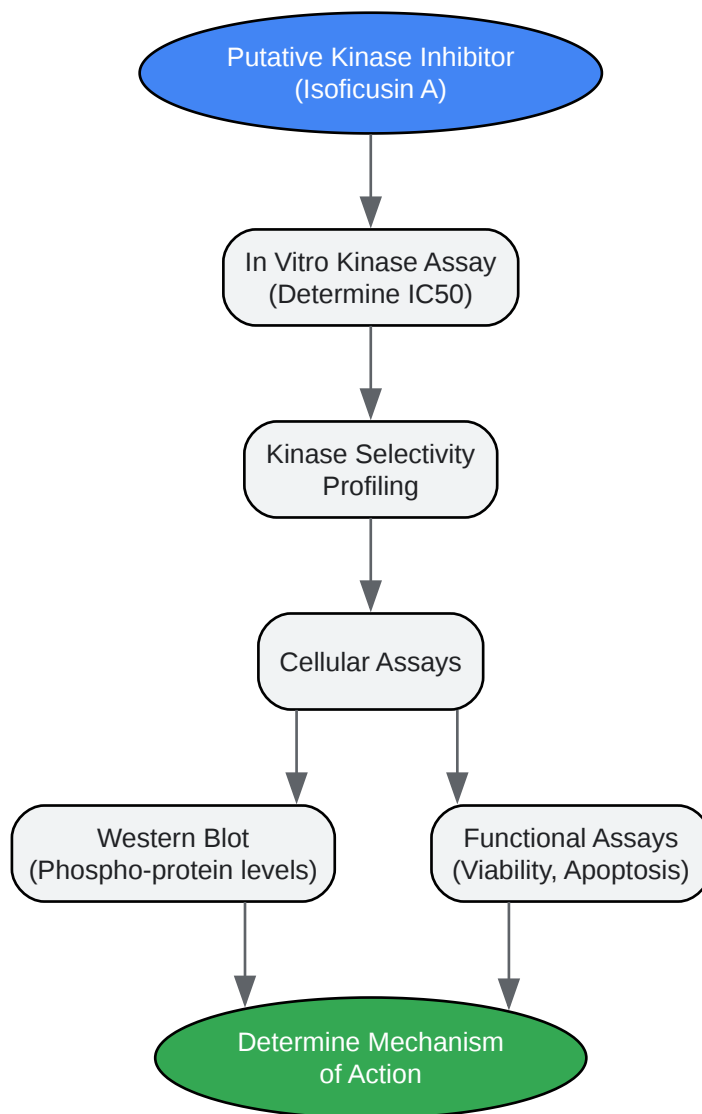 Putative Kinase Inhibitor
(Isoficusin A)
In Vitro Kinase Assay
(Determine IC50)
Kinase Selectivity
Profiling
Cellular Assays
Western Blot
(Phospho-protein levels)
Functional Assays
(Viability, Apoptosis)
Determine Mechanism
of Action